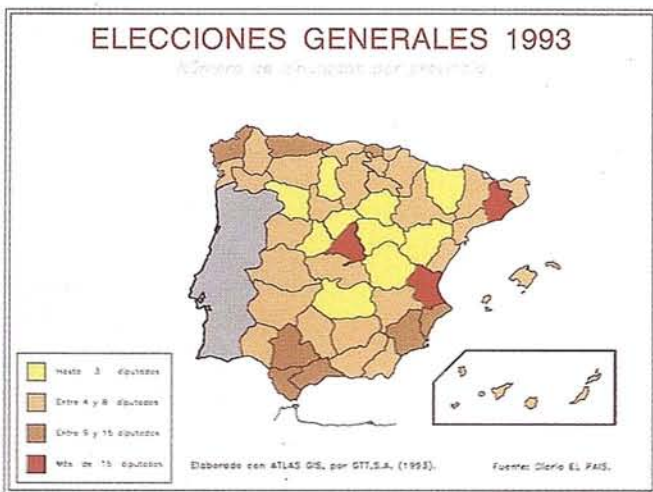 ELECCIONES GENERALES 1993
Número de diputados por provincia
Hasta 3 diputados
Entre 4 y 8 diputados
Entre 9 y 15 diputados
Más de 15 diputados
Elaborado con ATLAS GIS, por GTT,S.A. (1993).
Fuente: Diario EL PAIS.